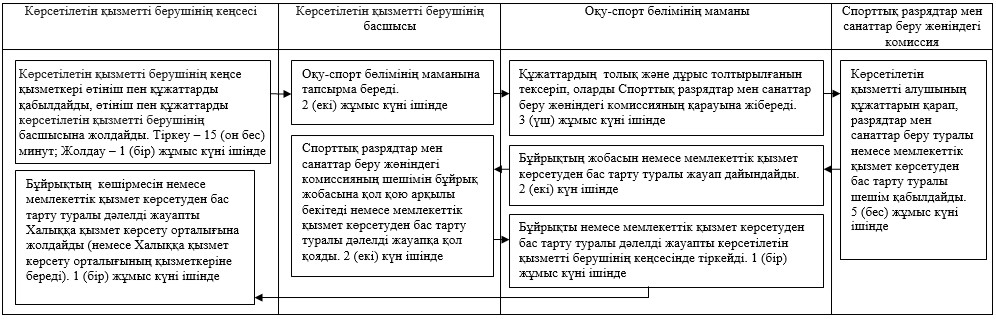 Көрсетілетін қызметті берушінің кеңсесі
Көрсетілетін қызметті берушінің
басшысы
Оқу-спорт бөлімінің маманы
Спорттық разрядтар мен
санаттар беру жөніндегі
комиссия
Көрсетілетін қызметті берушінің кеңсе
қызметкері өтініш пен құжаттарды
қабылдайды, өтініш пен құжаттарды
көрсетілетін қызметті берушінің
басшысына жолдайды. Тіркеу – 15 (он бес)
минут; Жолдау – 1 (бір) жұмыс күні ішінде
Оқу-спорт бөлімінің маманына
тапсырма береді.
2 (екі) жұмыс күні ішінде
Құжаттардың толық және дұрыс толтырылғанын
тексеріп, оларды Спорттық разрядтар мен санаттар
беру жөніндегі комиссияның қарауына жібереді.
3 (үш) жұмыс күні ішінде
Көрсетілетін
қызметті алушының
құжаттарын қарап,
разрядтар мен
санаттар беру туралы
немесе мемлекеттік
қызмет көрсетуден
бас тарту туралы
шешім қабылдайды.
5 (бес) жұмыс күні
ішінде
Бұйрықтың жобасын немесе мемлекеттік қызмет
көрсетуден бас тарту туралы жауап дайындайды.
2 (екі) күн ішінде
Спорттық разрядтар мен
санаттар беру жөніндегі
комиссияның шешімін бұйрық
жобасына қол қою арқылы
бекітеді немесе мемлекеттік
қызмет көрсетуден бас тарту
туралы дәлелді жауапқа қол
қояды. 2 (екі) күн ішінде
Бұйрықты немесе мемлекеттік қызмет көрсетуден
бас тарту туралы дәлелді жауапты көрсетілетін
қызметті берушінің кеңсесінде тіркейді. 1 (бір)
жұмыс күні ішінде
Бұйрықтың көшірмесін немесе
мемлекеттік қызмет көрсетуден бас
тарту туралы дәлелді жауапты
Халыққа қызмет көрсету орталығына
жолдайды (немесе Халыққа қызмет
көрсету орталығының қызметкеріне
береді). 1 (бір) жұмыс күні ішінде